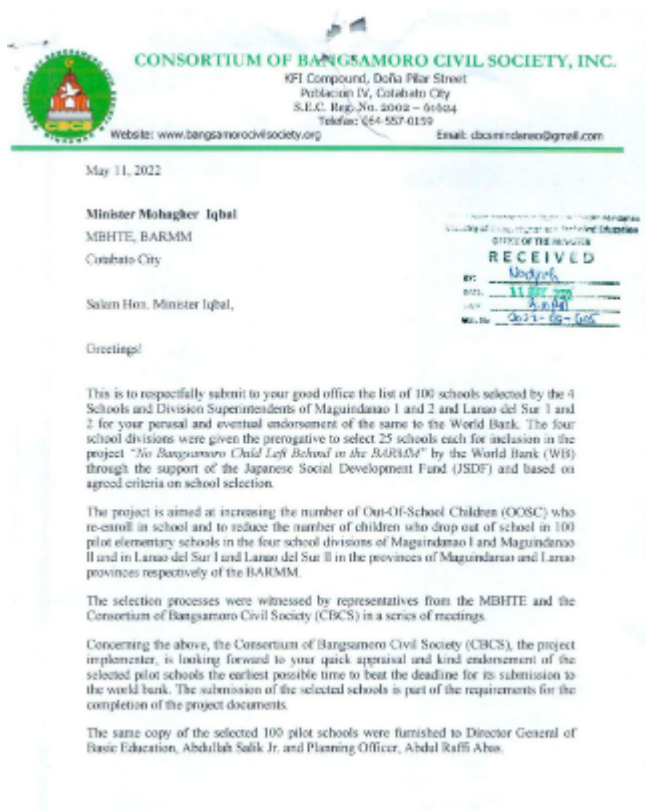 CONSORTIUM OF BANGSAMORO CIVIL SOCIETY, INC.
KFI Compound, Doña Pilar Street
Poblacion IV, Cotabato City
S.E.C. Reg. No. 2002 –
Telefax: 064-557-0159
Website: www.bangsamorocivilsociety.org Email: cbcsmindanao@gmail.com
May 11, 2022
Minister Mohagher Iqbal
MBHTE, BARMM
Cotabato City
OFFICE OF THE MINISTER
RECEIVED
BY:
DATE:
Salam Hon. Minister Iqbal,
Greetings!
This is to respectfully submit to your good office the list of 100 schools selected by the 4
Schools and Division Superintendents of Maguindanao 1 and 2 and Lanao del Sur 1 and
2 for your perusal and eventual endorsement of the same to the World Bank. The four
school divisions were given the prerogative to select 25 schools each for inclusion in the
project "No Bangsamoro Child Left Behind in the BARMM" by the World Bank (WB)
through the support of the Japanese Social Development Fund (JSDF) and based on
agreed criteria on school selection.
The project is aimed at increasing the number of Out-Of-School Children (OOSC) who
re-enroll in school and to reduce the number of children who drop out of school in 100
pilot elementary schools in the four school divisions of Maguindanao I and Maguindanao
II and in Lanao del Sur I and Lanao del Sur II in the provinces of Maguindanao and Lanao
provinces respectively of the BARMM.
The selection processes were witnessed by representatives from the MBHTE and the
Consortium of Bangsamoro Civil Society (CBCS) in a series of meetings.
Concerning the above, the Consortium of Bangsamoro Civil Society (CBCS), the project
implementer, is looking forward to your quick appraisal and kind endorsement of the
selected pilot schools the earliest possible time to beat the deadline for its submission to
the world bank. The submission of the selected schools is part of the requirements for the
completion of the project documents.
The same copy of the selected 100 pilot schools were furnished to Director General of
Basic Education, Abdullah Salik Jr. and Planning Officer, Abdul Raffi Abas.